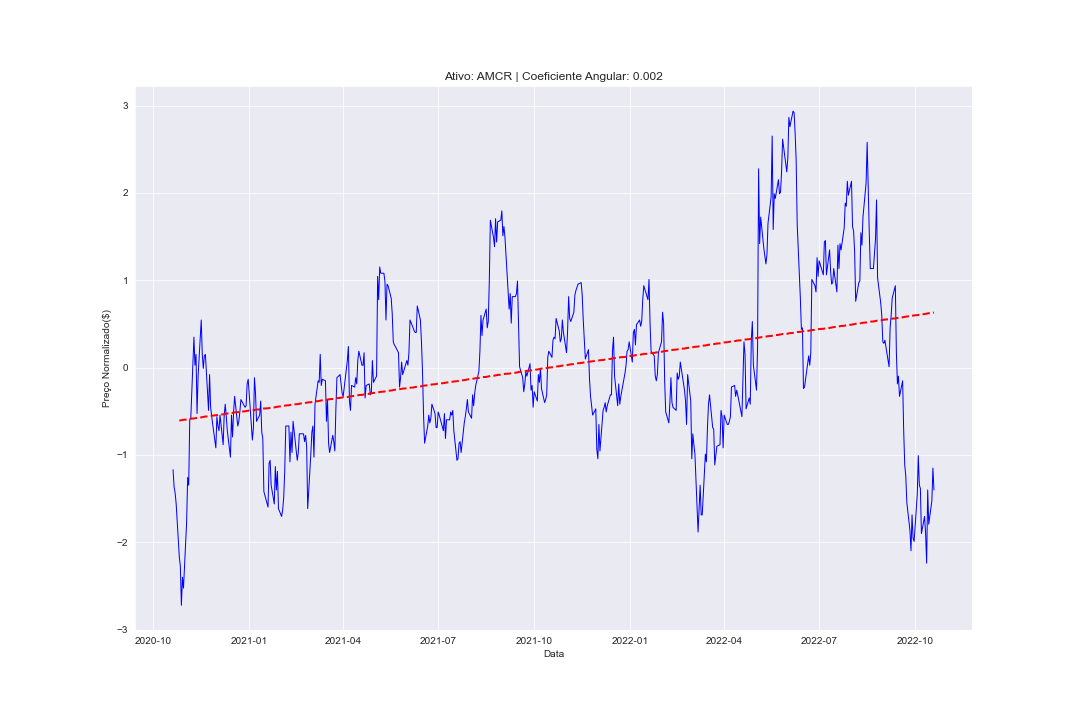 Ativo: AMCR | Coeficiente Angular: 0.002
3
2
1
0
−1
−2
−3
Preço Normalizado($)
2020-10 2021-01 2021-04 2021-07 2021-10 2022-01 2022-04 2022-07 2022-10
Data